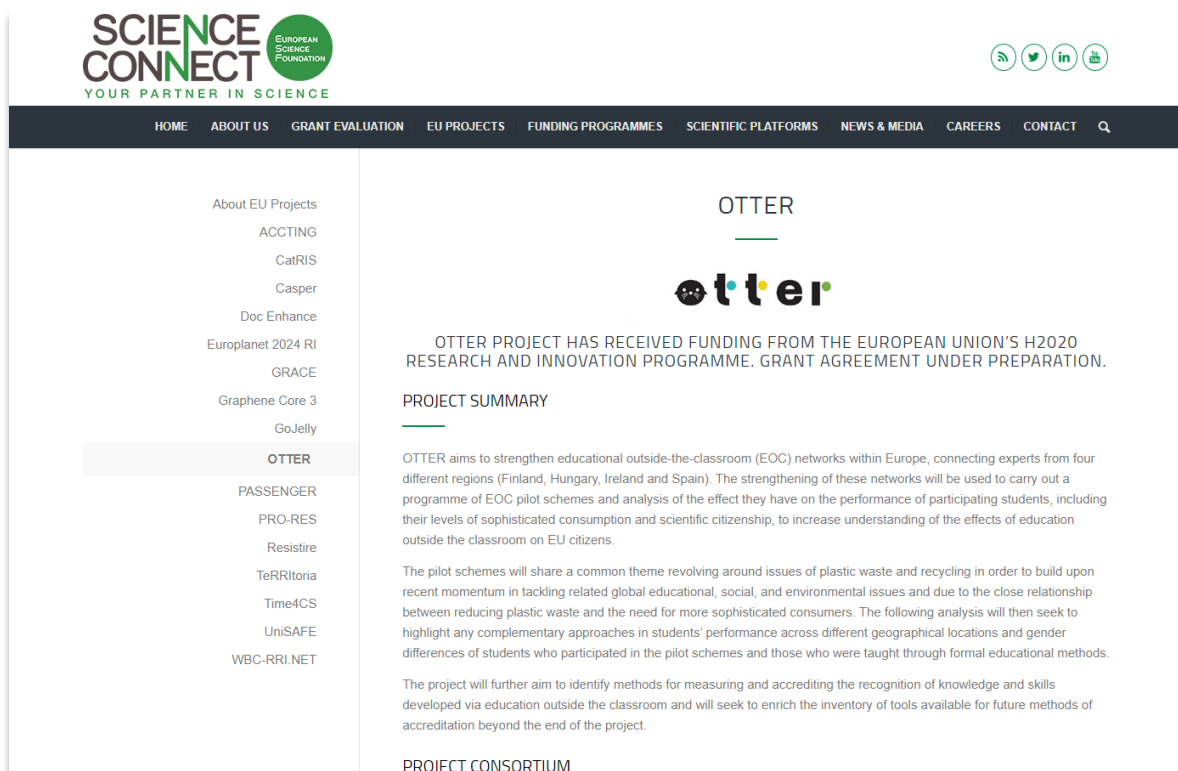 SCIENCE
CONNECT
EUROPEAN
SCIENCE
FOUNDATION
YOUR PARTNER IN SCIENCE
in
You
Tube
HOME ABOUT US GRANT EVALUATION EU PROJECTS FUNDING PROGRAMMES SCIENTIFIC PLATFORMS NEWS & MEDIA CAREERS CONTACT
About EU Projects
ACCTING
CatRIS
Casper
Doc Enhance
Europlanet 2024 RI
GRACE
Graphene Core 3
GoJelly
OTTER
PASSENGER
PRO-RES
Resistire
TeRRItoria
Time4CS
UniSAFE
WBC-RRI.NET
OTTER
otter
OTTER PROJECT HAS RECEIVED FUNDING FROM THE EUROPEAN UNION’S H2020
RESEARCH AND INNOVATION PROGRAMME. GRANT AGREEMENT UNDER PREPARATION.
PROJECT SUMMARY
OTTER aims to strengthen educational outside-the-classroom (EOC) networks within Europe, connecting experts from four
different regions (Finland, Hungary, Ireland and Spain). The strengthening of these networks will be used to carry out a
programme of EOC pilot schemes and analysis of the effect they have on the performance of participating students, including
their levels of sophisticated consumption and scientific citizenship, to increase understanding of the effects of education
outside the classroom on EU citizens.
The pilot schemes will share a common theme revolving around issues of plastic waste and recycling in order to build upon
recent momentum in tackling related global educational, social, and environmental issues and due to the close relationship
between reducing plastic waste and the need for more sophisticated consumers. The following analysis will then seek to
highlight any complementary approaches in students’ performance across different geographical locations and gender
differences of students who participated in the pilot schemes and those who were taught through formal educational methods.
The project will further aim to identify methods for measuring and accrediting the recognition of knowledge and skills
developed via education outside the classroom and will seek to enrich the inventory of tools available for future methods of
accreditation beyond the end of the project.
PROJECT CONSORTIUM